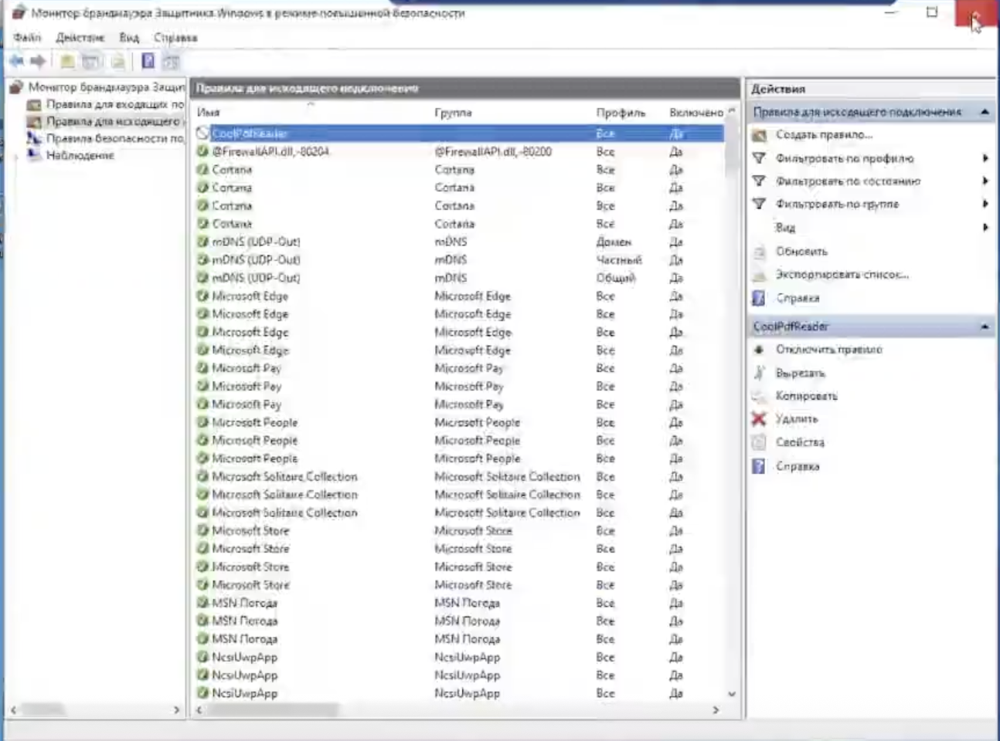 Монитор брандмауэра Защитника Windows в режиме повышенной безопасности
Файл Действие Вид Справка
Монитор брандмауэра Защит
Правила для входящих по
Правила для исходящего
Правила безопасности по
Наблюдение
Правила для исходящего подключения
Имя Группа Профиль Включено
CoolPdfReader Все Да
@FirewallAPI.dll,-80204 @FirewallAPI.dll,-80200 Все Да
Cortana Cortana Все Да
Cortana Cortana Все Да
Cortana Cortana Все Да
Cortana Cortana Все Да
mDNS (UDP-Out) mDNS Домен Да
mDNS (UDP-Out) mDNS Частный Да
mDNS (UDP-Out) mDNS Общий Да
Microsoft Edge Microsoft Edge Все Да
Microsoft Edge Microsoft Edge Все Да
Microsoft Edge Microsoft Edge Все Да
Microsoft Edge Microsoft Edge Все Да
Microsoft Pay Microsoft Pay Все Да
Microsoft Pay Microsoft Pay Все Да
Microsoft Pay Microsoft Pay Все Да
Microsoft People Microsoft People Все Да
Microsoft People Microsoft People Все Да
Microsoft People Microsoft People Все Да
Microsoft Solitaire Collection Microsoft Solitaire Collection Все Да
Microsoft Solitaire Collection Microsoft Solitaire Collection Все Да
Microsoft Solitaire Collection Microsoft Solitaire Collection Все Да
Microsoft Store Microsoft Store Все Да
Microsoft Store Microsoft Store Все Да
Microsoft Store Microsoft Store Все Да
Microsoft Store Microsoft Store Все Да
MSN Погода MSN Погода Все Да
MSN Погода MSN Погода Все Да
MSN Погода MSN Погода Все Да
NcsiUwpApp NcsiUwpApp Все Да
NcsiUwpApp NcsiUwpApp Все Да
NcsiUwpApp NcsiUwpApp Все Да
Действия
Правила для исходящего подключения
Создать правило...
Фильтровать по профилю
Фильтровать по состоянию
Фильтровать по группе
Вид
Обновить
Экспортировать список...
Справка
CoolPdfReader
Отключить правило
Вырезать
Копировать
Удалить
Свойства
Справка